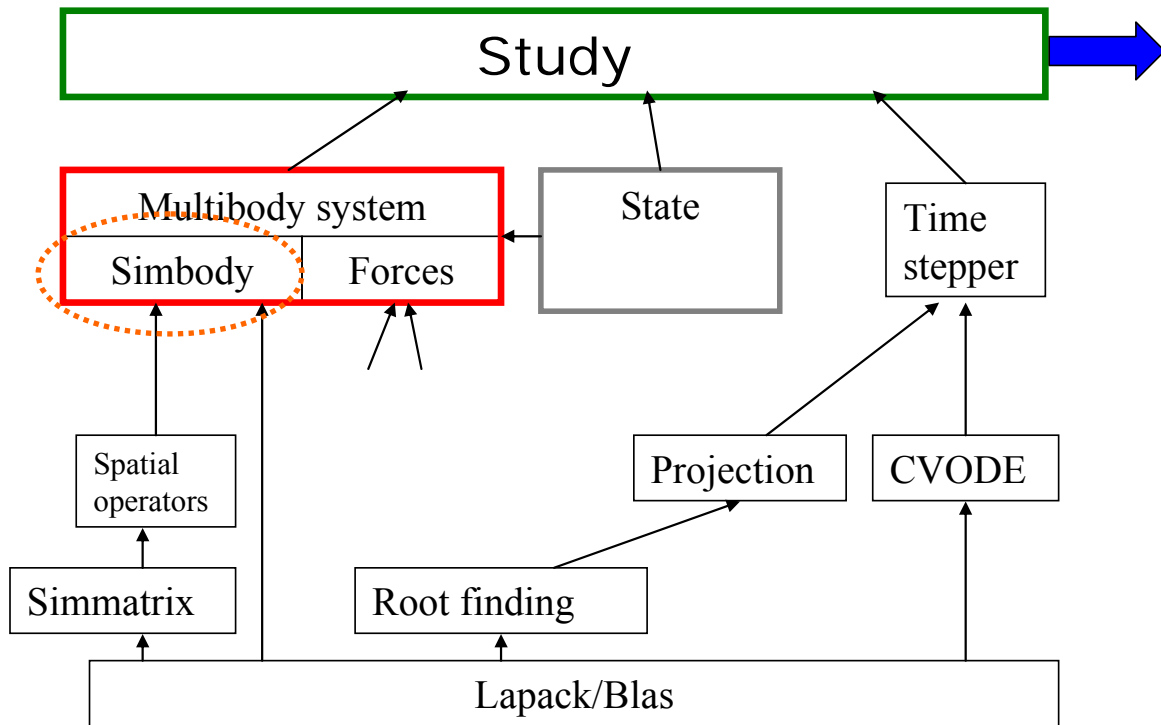 Study
Multibody system
State
Time
stepper
Simbody
Forces
Spatial
operators
Projection
CVODE
Simmatrix
Root finding
Lapack/Blas